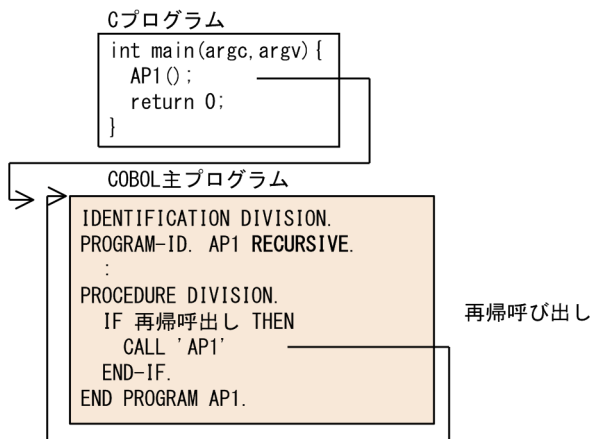 Cプログラム
int main(argc,argv){
AP1();
return 0;
}
COBOL主プログラム
IDENTIFICATION DIVISION.
PROGRAM-ID. AP1 RECURSIVE.
:
PROCEDURE DIVISION.
IF 再帰呼出し THEN
CALL 'AP1'
END-IF.
END PROGRAM AP1.
再帰呼び出し